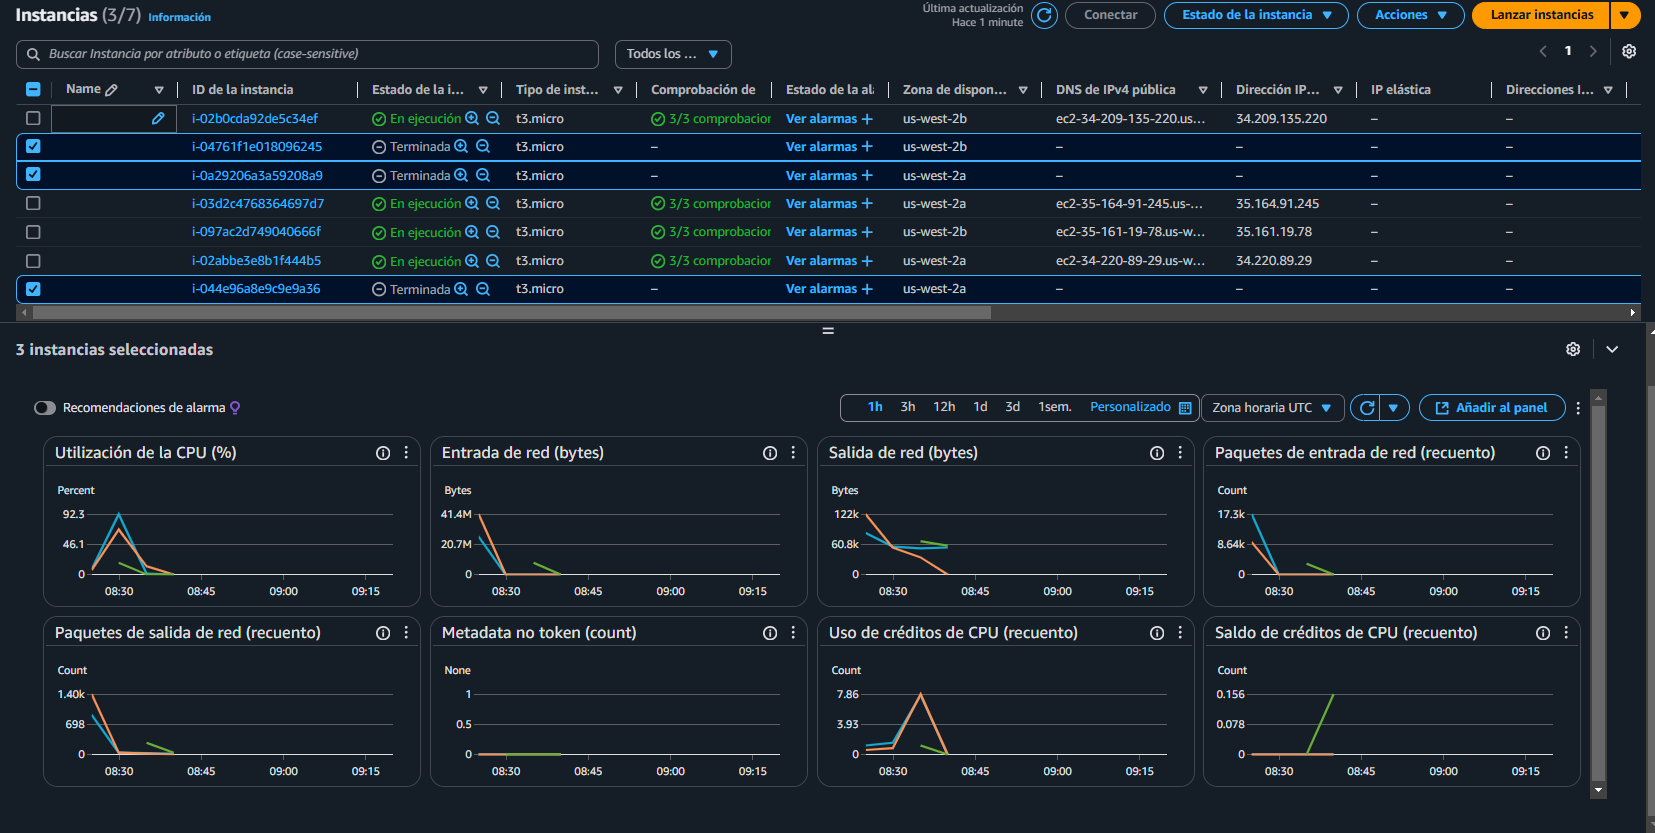 Instancias (3/7) Información
Última actualización
Hace 1 minute
Conectar
Estado de la instancia
Acciones
Lanzar instancias
Buscar Instancia por atributo o etiqueta (case-sensitive)
Todos los ...
1
Name ID de la instancia Estado de la i... Tipo de inst... Comprobación de Estado de la al Zona de dispon... DNS de IPv4 pública Dirección IP... IP elástica Direcciones I...
i-02b0cda92de5c34ef En ejecución t3.micro 3/3 comprobacior Ver alarmas + us-west-2b ec2-34-209-135-220.us... 34.209.135.220 – –
i-04761f1e018096245 Terminada t3.micro – Ver alarmas + us-west-2b – – – –
i-0a29206a3a59208a9 Terminada t3.micro – Ver alarmas + us-west-2a – – – –
i-03d2c4768364697d7 En ejecución t3.micro 3/3 comprobacior Ver alarmas + us-west-2a ec2-35-164-91-245.us-... 35.164.91.245 – –
i-097ac2d749040666f En ejecución t3.micro 3/3 comprobacior Ver alarmas + us-west-2b ec2-35-161-19-78.us-w... 35.161.19.78 – –
i-02abbe3e8b1f444b5 En ejecución t3.micro 3/3 comprobacior Ver alarmas + us-west-2a ec2-34-220-89-29.us-w... 34.220.89.29 – –
i-044e96a8e9c9e9a36 Terminada t3.micro – Ver alarmas + us-west-2a – – – –
3 instancias seleccionadas
Recomendaciones de alarma
1h 3h 12h 1d 3d 1sem. Personalizado
Zona horaria UTC
Añadir al panel
Utilización de la CPU (%)
Percent
92.3
46.1
0
08:30 08:45 09:00 09:15
Entrada de red (bytes)
Bytes
41.4M
20.7M
0
08:30 08:45 09:00 09:15
Salida de red (bytes)
Bytes
122k
60.8k
0
08:30 08:45 09:00 09:15
Paquetes de entrada de red (recuento)
Count
17.3k
8.64k
0
08:30 08:45 09:00 09:15
Paquetes de salida de red (recuento)
Count
1.40k
698
0
08:30 08:45 09:00 09:15
Metadata no token (count)
None
1
0.5
0
08:30 08:45 09:00 09:15
Uso de créditos de CPU (recuento)
Count
7.86
3.93
0
08:30 08:45 09:00 09:15
Saldo de créditos de CPU (recuento)
Count
0.156
0.078
0
08:30 08:45 09:00 09:15